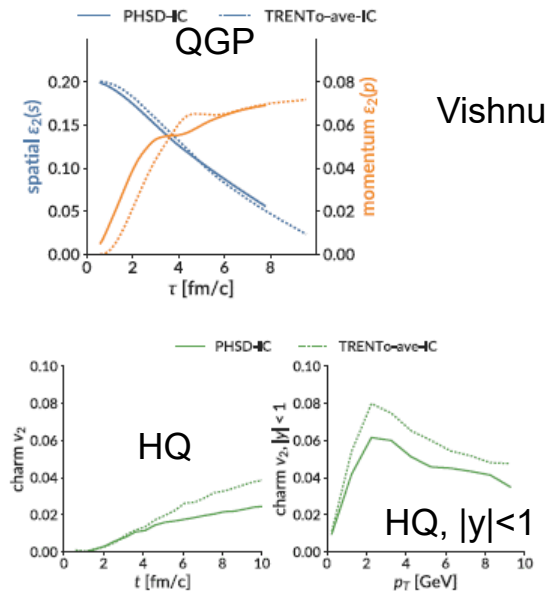 PHSD-IC TRENTo-ave-IC
QGP
Vishnu
spatial ε₂(s)
0.20
0.15
0.10
0.05
0.00
momentum ε₂(p)
0.08
0.06
0.04
0.02
0.00
0 2 4 6 8
τ [fm/c]
PHSD-IC TRENTo-ave-IC
charm v₂
0.10
0.08
0.06
0.04
0.02
0.00
HQ
0 2 4 6 8 10
t [fm/c]
charm v₂, |y| < 1
0.10
0.08
0.06
0.04
0.02
0.00
HQ, |y|<1
0 2 4 6 8 10
p_T [GeV]